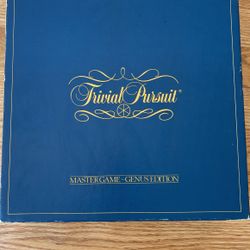 Trivial Pursuit®
MASTER GAME—GENUS EDITION